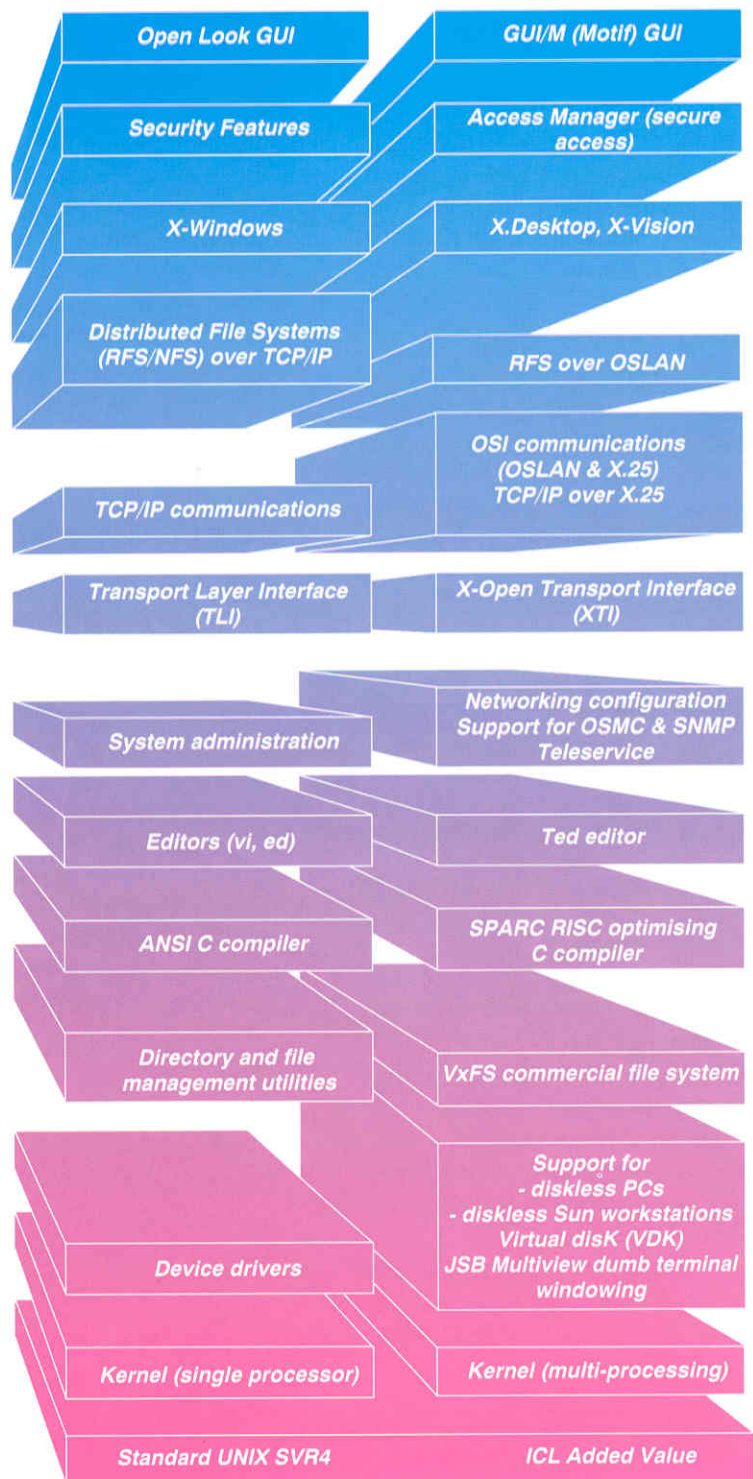 Open Look GUI
GUI/M (Motif) GUI
Security Features
Access Manager (secure
access)
X-Windows
X.Desktop, X-Vision
Distributed File Systems
(RFS/NFS) over TCP/IP
RFS over OSLAN
OSI communications
(OSLAN & X.25)
TCP/IP over X.25
TCP/IP communications
Transport Layer Interface
(TLI)
X-Open Transport Interface
(XTI)
Networking configuration
Support for OSMC & SNMP
Teleservice
System administration
Editors (vi, ed)
Ted editor
ANSI C compiler
SPARC RISC optimising
C compiler
Directory and file
management utilities
VxFS commercial file system
Support for
- diskless PCs
- diskless Sun workstations
Virtual disK (VDK)
JSB Multiview dumb terminal
windowing
Device drivers
Kernel (single processor)
Kernel (multi-processing)
Standard UNIX SVR4
ICL Added Value